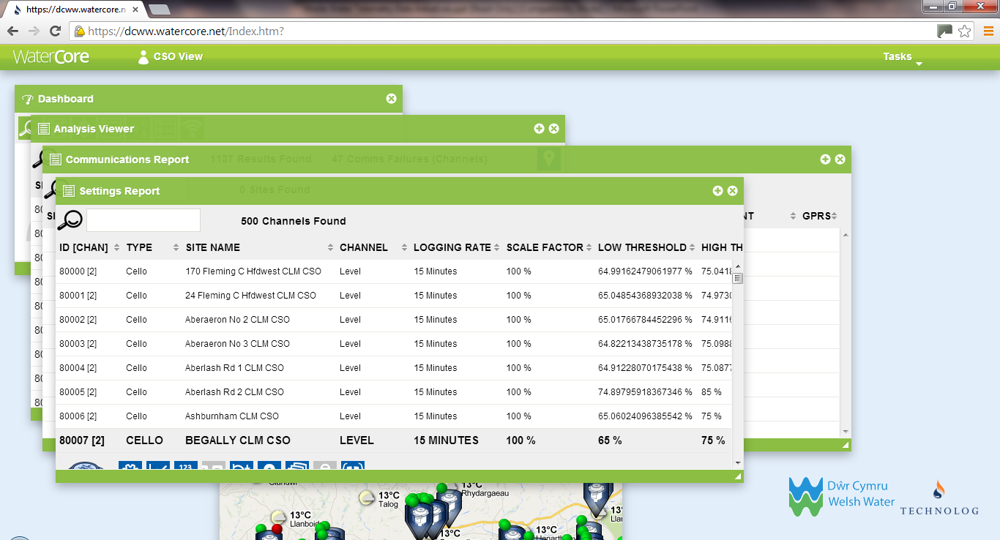 https://dcww.watercore.n
https://dcww.watercore.net/Index.htm?
WaterCore CSO View Tasks
Dashboard
Analysis Viewer
Communications Report 1137 Results Found 47 Comms Failures (Channels)
Settings Report 0 Sites Found
500 Channels Found
NT GPRS
ID [CHAN] TYPE SITE NAME CHANNEL LOGGING RATE SCALE FACTOR LOW THRESHOLD HIGH TH
80000 [2] Cello 170 Fleming C Hfdwest CLM CSO Level 15 Minutes 100 % 64.99162479061977 % 75.0418
80001 [2] Cello 24 Fleming C Hfdwest CLM CSO Level 15 Minutes 100 % 65.04854368932038 % 74.9730
80002 [2] Cello Aberaeron No 2 CLM CSO Level 15 Minutes 100 % 65.01766784452296 % 74.9116
80003 [2] Cello Aberaeron No 3 CLM CSO Level 15 Minutes 100 % 64.82213438735178 % 75.0988
80004 [2] Cello Aberlash Rd 1 CLM CSO Level 15 Minutes 100 % 64.91228070175438 % 75.0877
80005 [2] Cello Aberlash Rd 2 CLM CSO Level 15 Minutes 100 % 74.89795918367346 % 85 %
80006 [2] Cello Ashburnham CLM CSO Level 15 Minutes 100 % 65.06024096385542 % 75 %
80007 [2] CELLO BEGALLY CLM CSO LEVEL 15 MINUTES 100 % 65 % 75 %
123
Glandwr
13°C
Talog
13°C
Rhydargaeau
13°C
Llanboid
13°C
13°C
13°
Llan
Dŵr Cymru
Welsh Water
TECHNOLOG